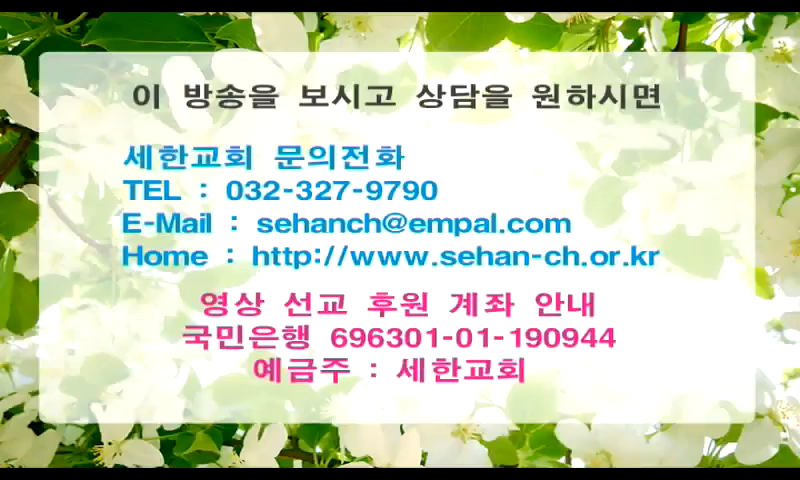 이 방송을 보시고 상담을 원하시면
세한교회 문의전화
TEL : 032-327-9790
E-Mail : sehanch@empal.com
Home : http://www.sehan-ch.or.kr
영상 선교 후원 계좌 안내
국민은행 696301-01-190944
예금주 : 세한교회